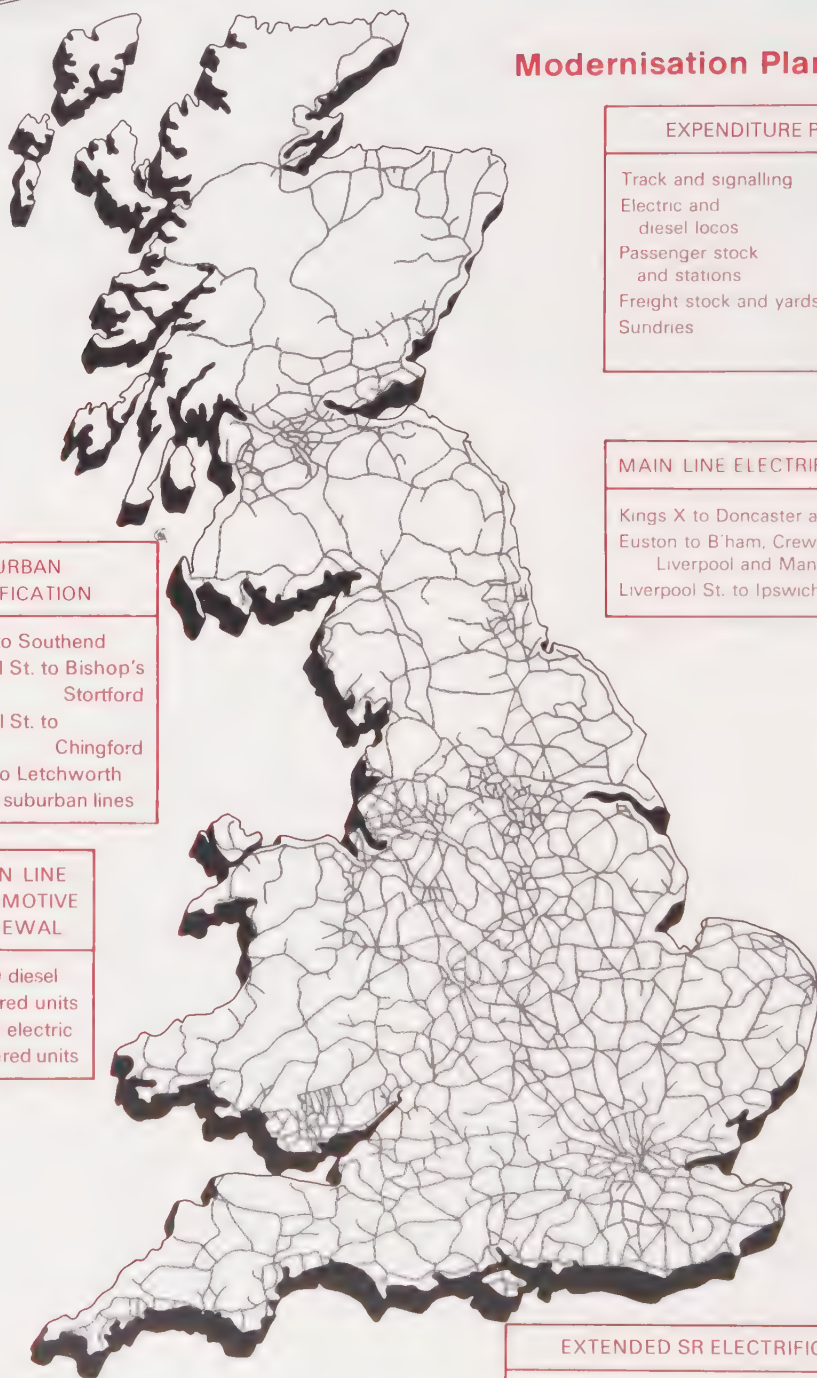 Modernisation Plan
EXPENDITURE P
Track and signalling
Electric and
diesel locos
Passenger stock
and stations
Freight stock and yards
Sundries
MAIN LINE ELECTRIF
Kings X to Doncaster a
Euston to B'ham, Crew
Liverpool and Man
Liverpool St. to Ipswich
URBAN
FICATION
to Southend
l St. to Bishop's
Stortford
l St. to
Chingford
to Letchworth
suburban lines
N LINE
MOTIVE
EWAL
diesel
red units
electric
red units
EXTENDED SR ELECTRIFIC